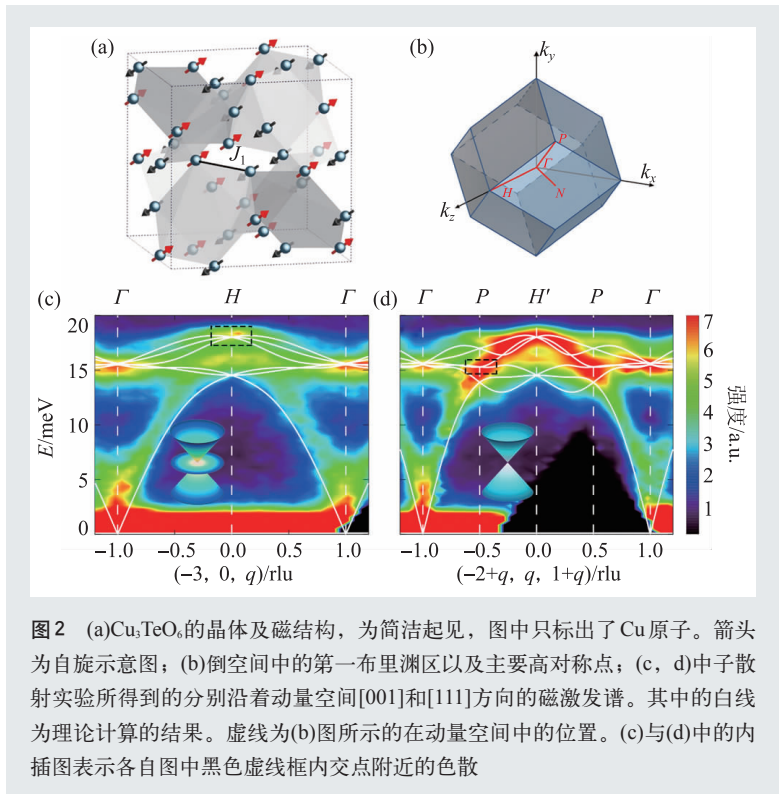 (a)
(b)
J₁
k_y
P
Γ
k_x
H
N
k_z
(c)
Γ
H
Γ
(d)
Γ
P
H′
P
Γ
20
15
10
5
0
E/meV
−1.0
−0.5
0.0
0.5
1.0
(−3, 0, q)/rlu
−1.0
−0.5
0.0
0.5
1.0
(−2+q, q, 1+q)/rlu
7
6
5
4
3
2
1
强度/a.u.
图2 (a)Cu₃TeO₆的晶体及磁结构，为简洁起见，图中只标出了Cu原子。箭头
为自旋示意图；(b)倒空间中的第一布里渊区以及主要高对称点；(c，d)中子散
射实验所得到的分别沿着动量空间[001]和[111]方向的磁激发谱。其中的白线
为理论计算的结果。虚线为(b)图所示的在动量空间中的位置。(c)与(d)中的内
插图表示各自图中黑色虚线框内交点附近的色散